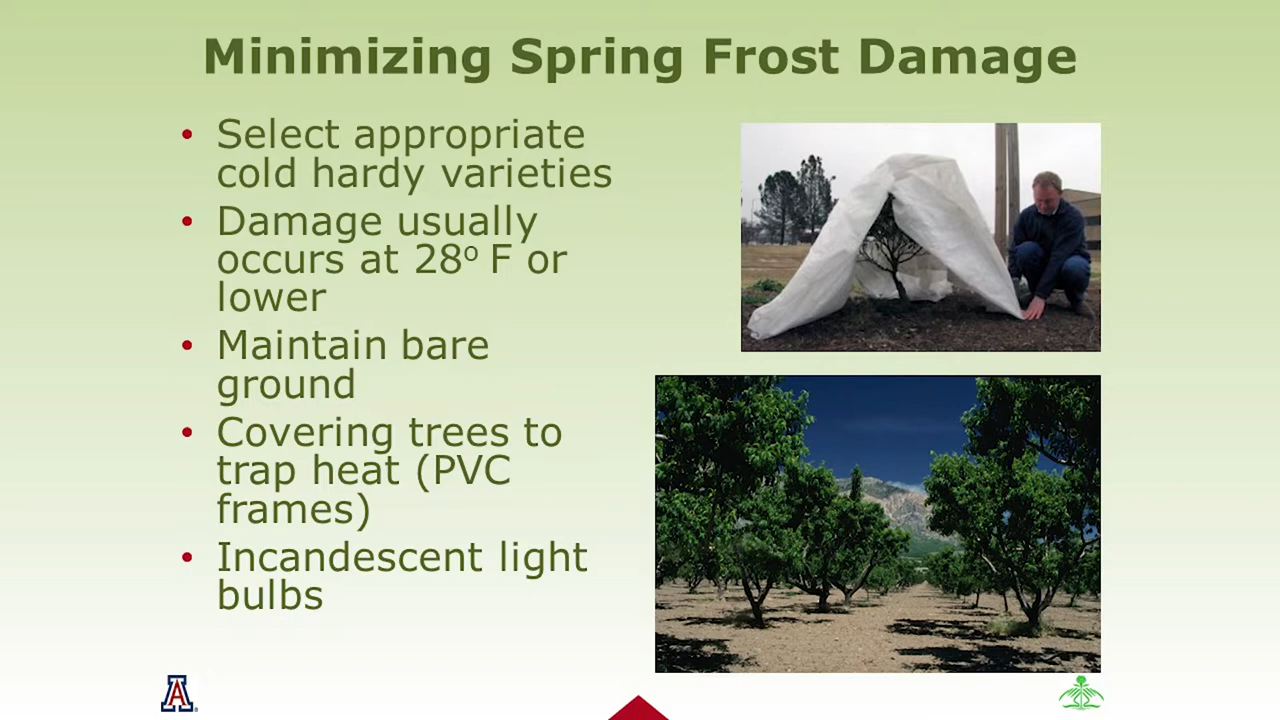 Minimizing Spring Frost Damage
• Select appropriate
cold hardy varieties
• Damage usually
occurs at 28º F or
lower
• Maintain bare
ground
• Covering trees to
trap heat (PVC
frames)
• Incandescent light
bulbs
A